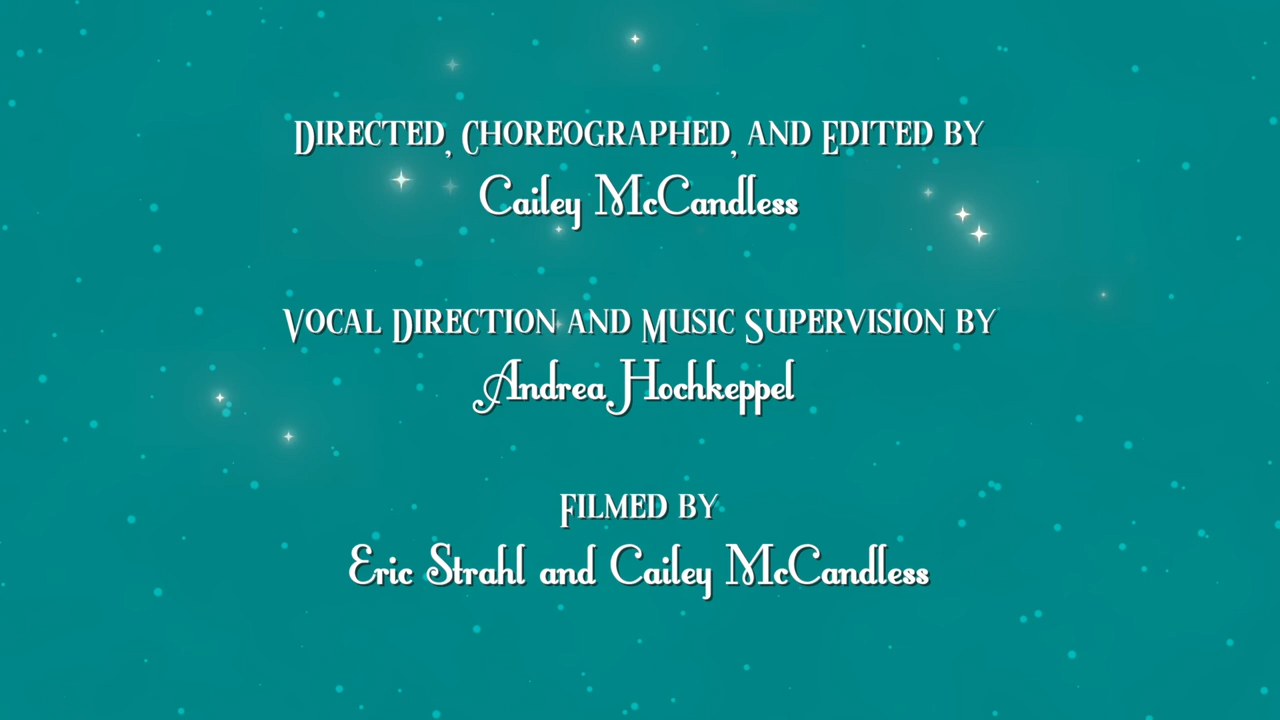 Directed, Choreographed, and Edited by
Cailey McCandless
Vocal Direction and Music Supervision by
Andrea Hochkeppel
Filmed by
Eric Strahl and Cailey McCandless